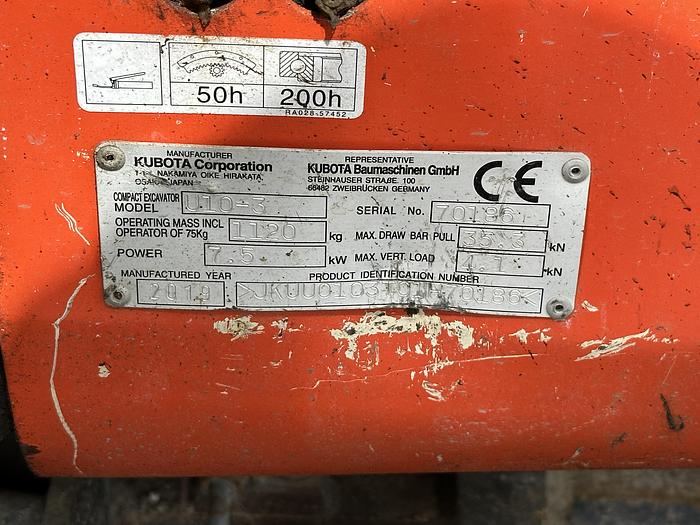 50h 200h
RA028-57452
MANUFACTURER
KUBOTA Corporation
1-1-1, NAKAMIYA OIKE HIRAKATA,
OSAKA JAPAN
REPRESENTATIVE
KUBOTA Baumaschinen GmbH
STEINHAUSER STRAßE. 100
66482 ZWEIBRÜCKEN GERMANY
CE
COMPACT EXCAVATOR
MODEL U10-3
SERIAL No. 70186
OPERATING MASS INCL
OPERATOR OF 75Kg 1120 kg
MAX. DRAW BAR PULL kN
POWER 7.5 kW
MAX. VERT. LOAD kN
MANUFACTURED YEAR 2019
PRODUCT IDENTIFICATION NUMBER